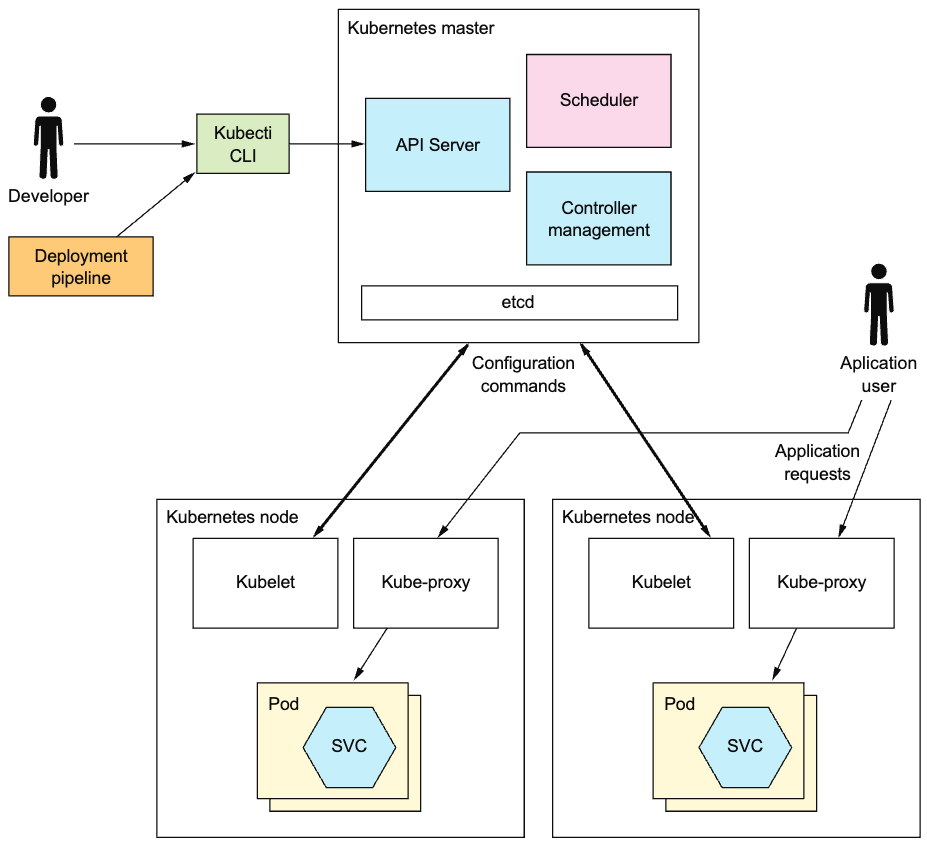 Kubernetes master
Scheduler
Kubecti
CLI
API Server
Developer
Controller
management
Deployment
pipeline
etcd
Configuration
commands
Aplication
user
Application
requests
Kubernetes node
Kubelet
Kube-proxy
Pod
SVC
Kubernetes node
Kubelet
Kube-proxy
Pod
SVC